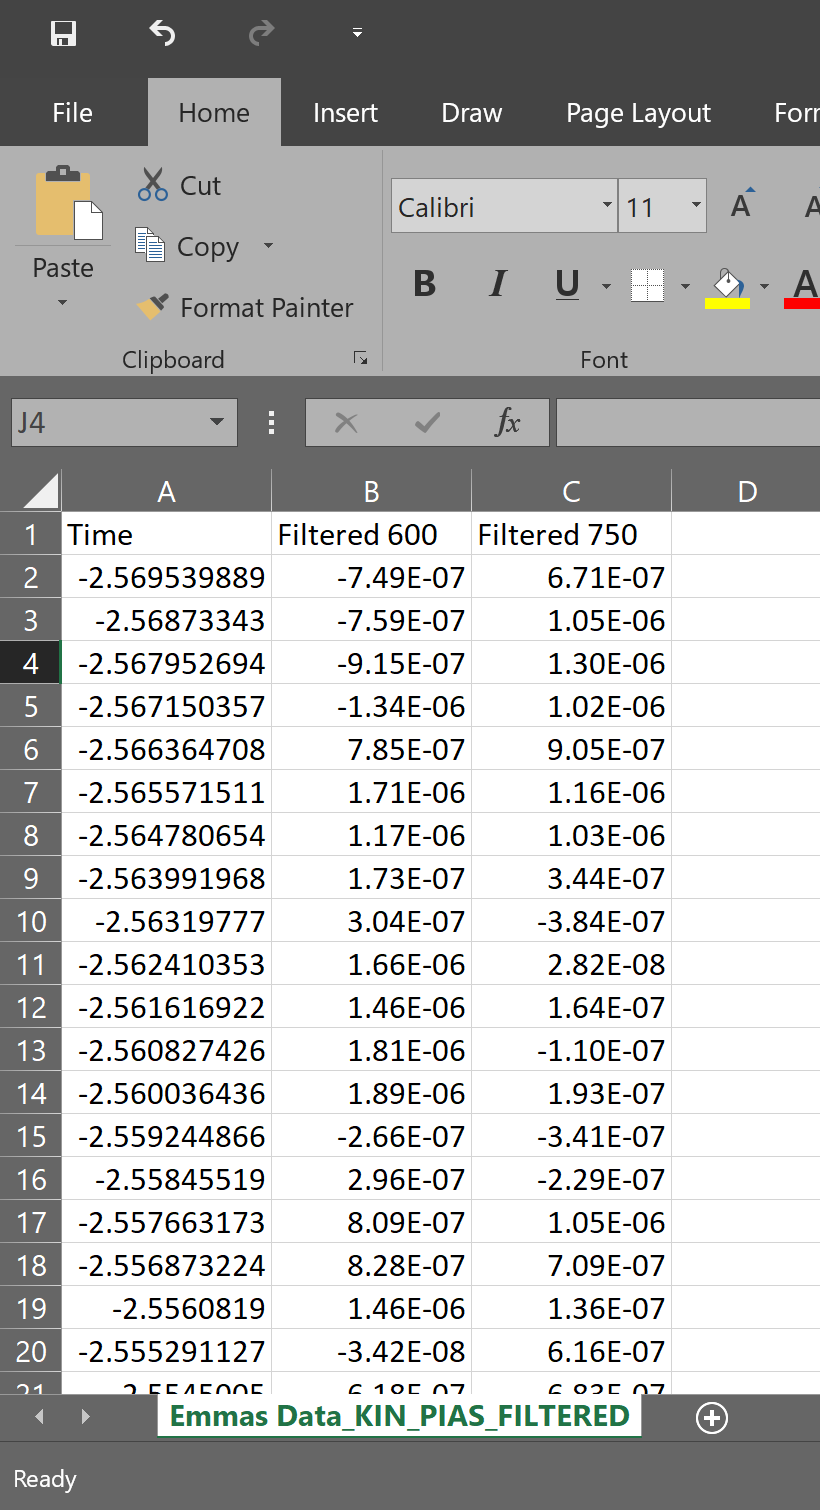 File Home Insert Draw Page Layout
Cut
Calibri 11 A
Copy
Paste
B I U A
Format Painter
Clipboard Font
J4 fx
A B C D
1 Time Filtered 600 Filtered 750
2 -2.569539889 -7.49E-07 6.71E-07
3 -2.56873343 -7.59E-07 1.05E-06
4 -2.567952694 -9.15E-07 1.30E-06
5 -2.567150357 -1.34E-06 1.02E-06
6 -2.566364708 7.85E-07 9.05E-07
7 -2.565571511 1.71E-06 1.16E-06
8 -2.564780654 1.17E-06 1.03E-06
9 -2.563991968 1.73E-07 3.44E-07
10 -2.56319777 3.04E-07 -3.84E-07
11 -2.562410353 1.66E-06 2.82E-08
12 -2.561616922 1.46E-06 1.64E-07
13 -2.560827426 1.81E-06 -1.10E-07
14 -2.560036436 1.89E-06 1.93E-07
15 -2.559244866 -2.66E-07 -3.41E-07
16 -2.55845519 2.96E-07 -2.29E-07
17 -2.557663173 8.09E-07 1.05E-06
18 -2.556873224 8.28E-07 7.09E-07
19 -2.5560819 1.46E-06 1.36E-07
20 -2.555291127 -3.42E-08 6.16E-07
Emmas Data_KIN_PIAS_FILTERED
Ready